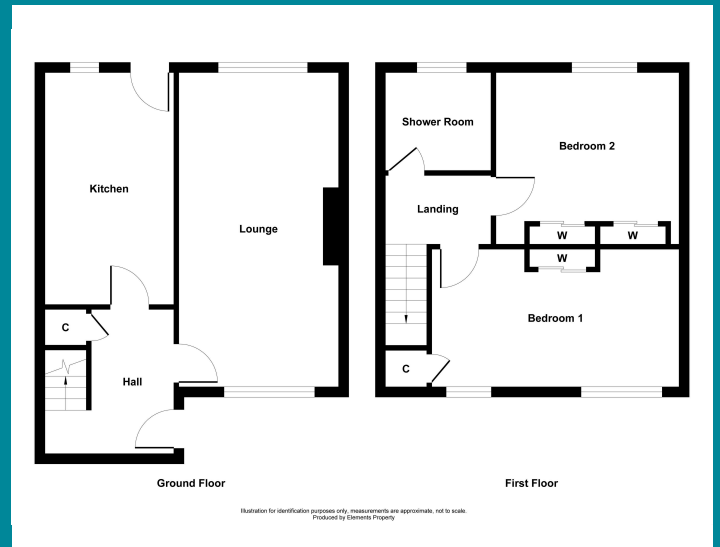 Kitchen
Lounge
C
Hall
Ground Floor
Shower Room
Bedroom 2
Landing
W
W
W
Bedroom 1
C
First Floor
Illustration for identification purposes only, measurements are approximate, not to scale.
Produced by Elements Property